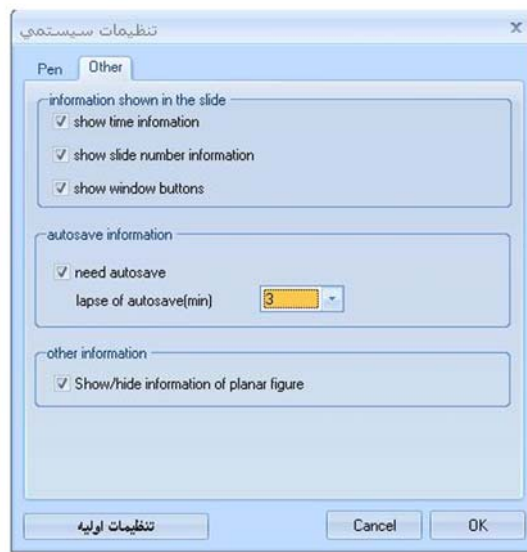 تنظیمات سیستمي
Pen Other
information shown in the slide
show time infomation
show slide number information
show window buttons
autosave information
need autosave
lapse of autosave(min) 3
other information
Show/hide information of planar figure
تنظیمات اولیه Cancel OK